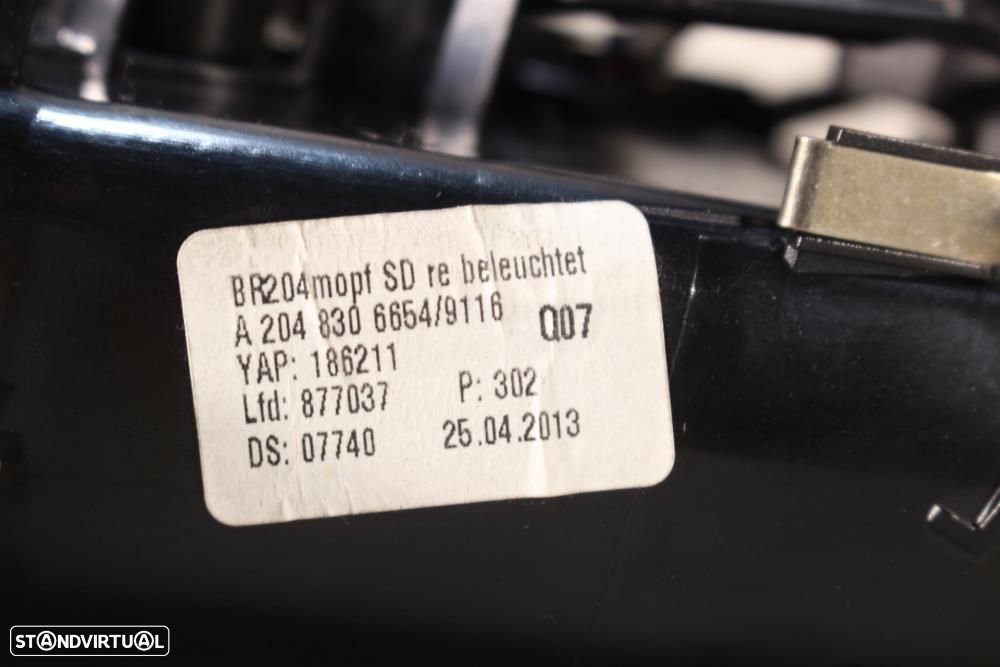 BR204mopf SD re beleuchtet
A 204 830 6654/9116 Q07
YAP: 186211
Lfd: 877037 P: 302
DS: 07740 25.04.2013
STANDVIRTUAL